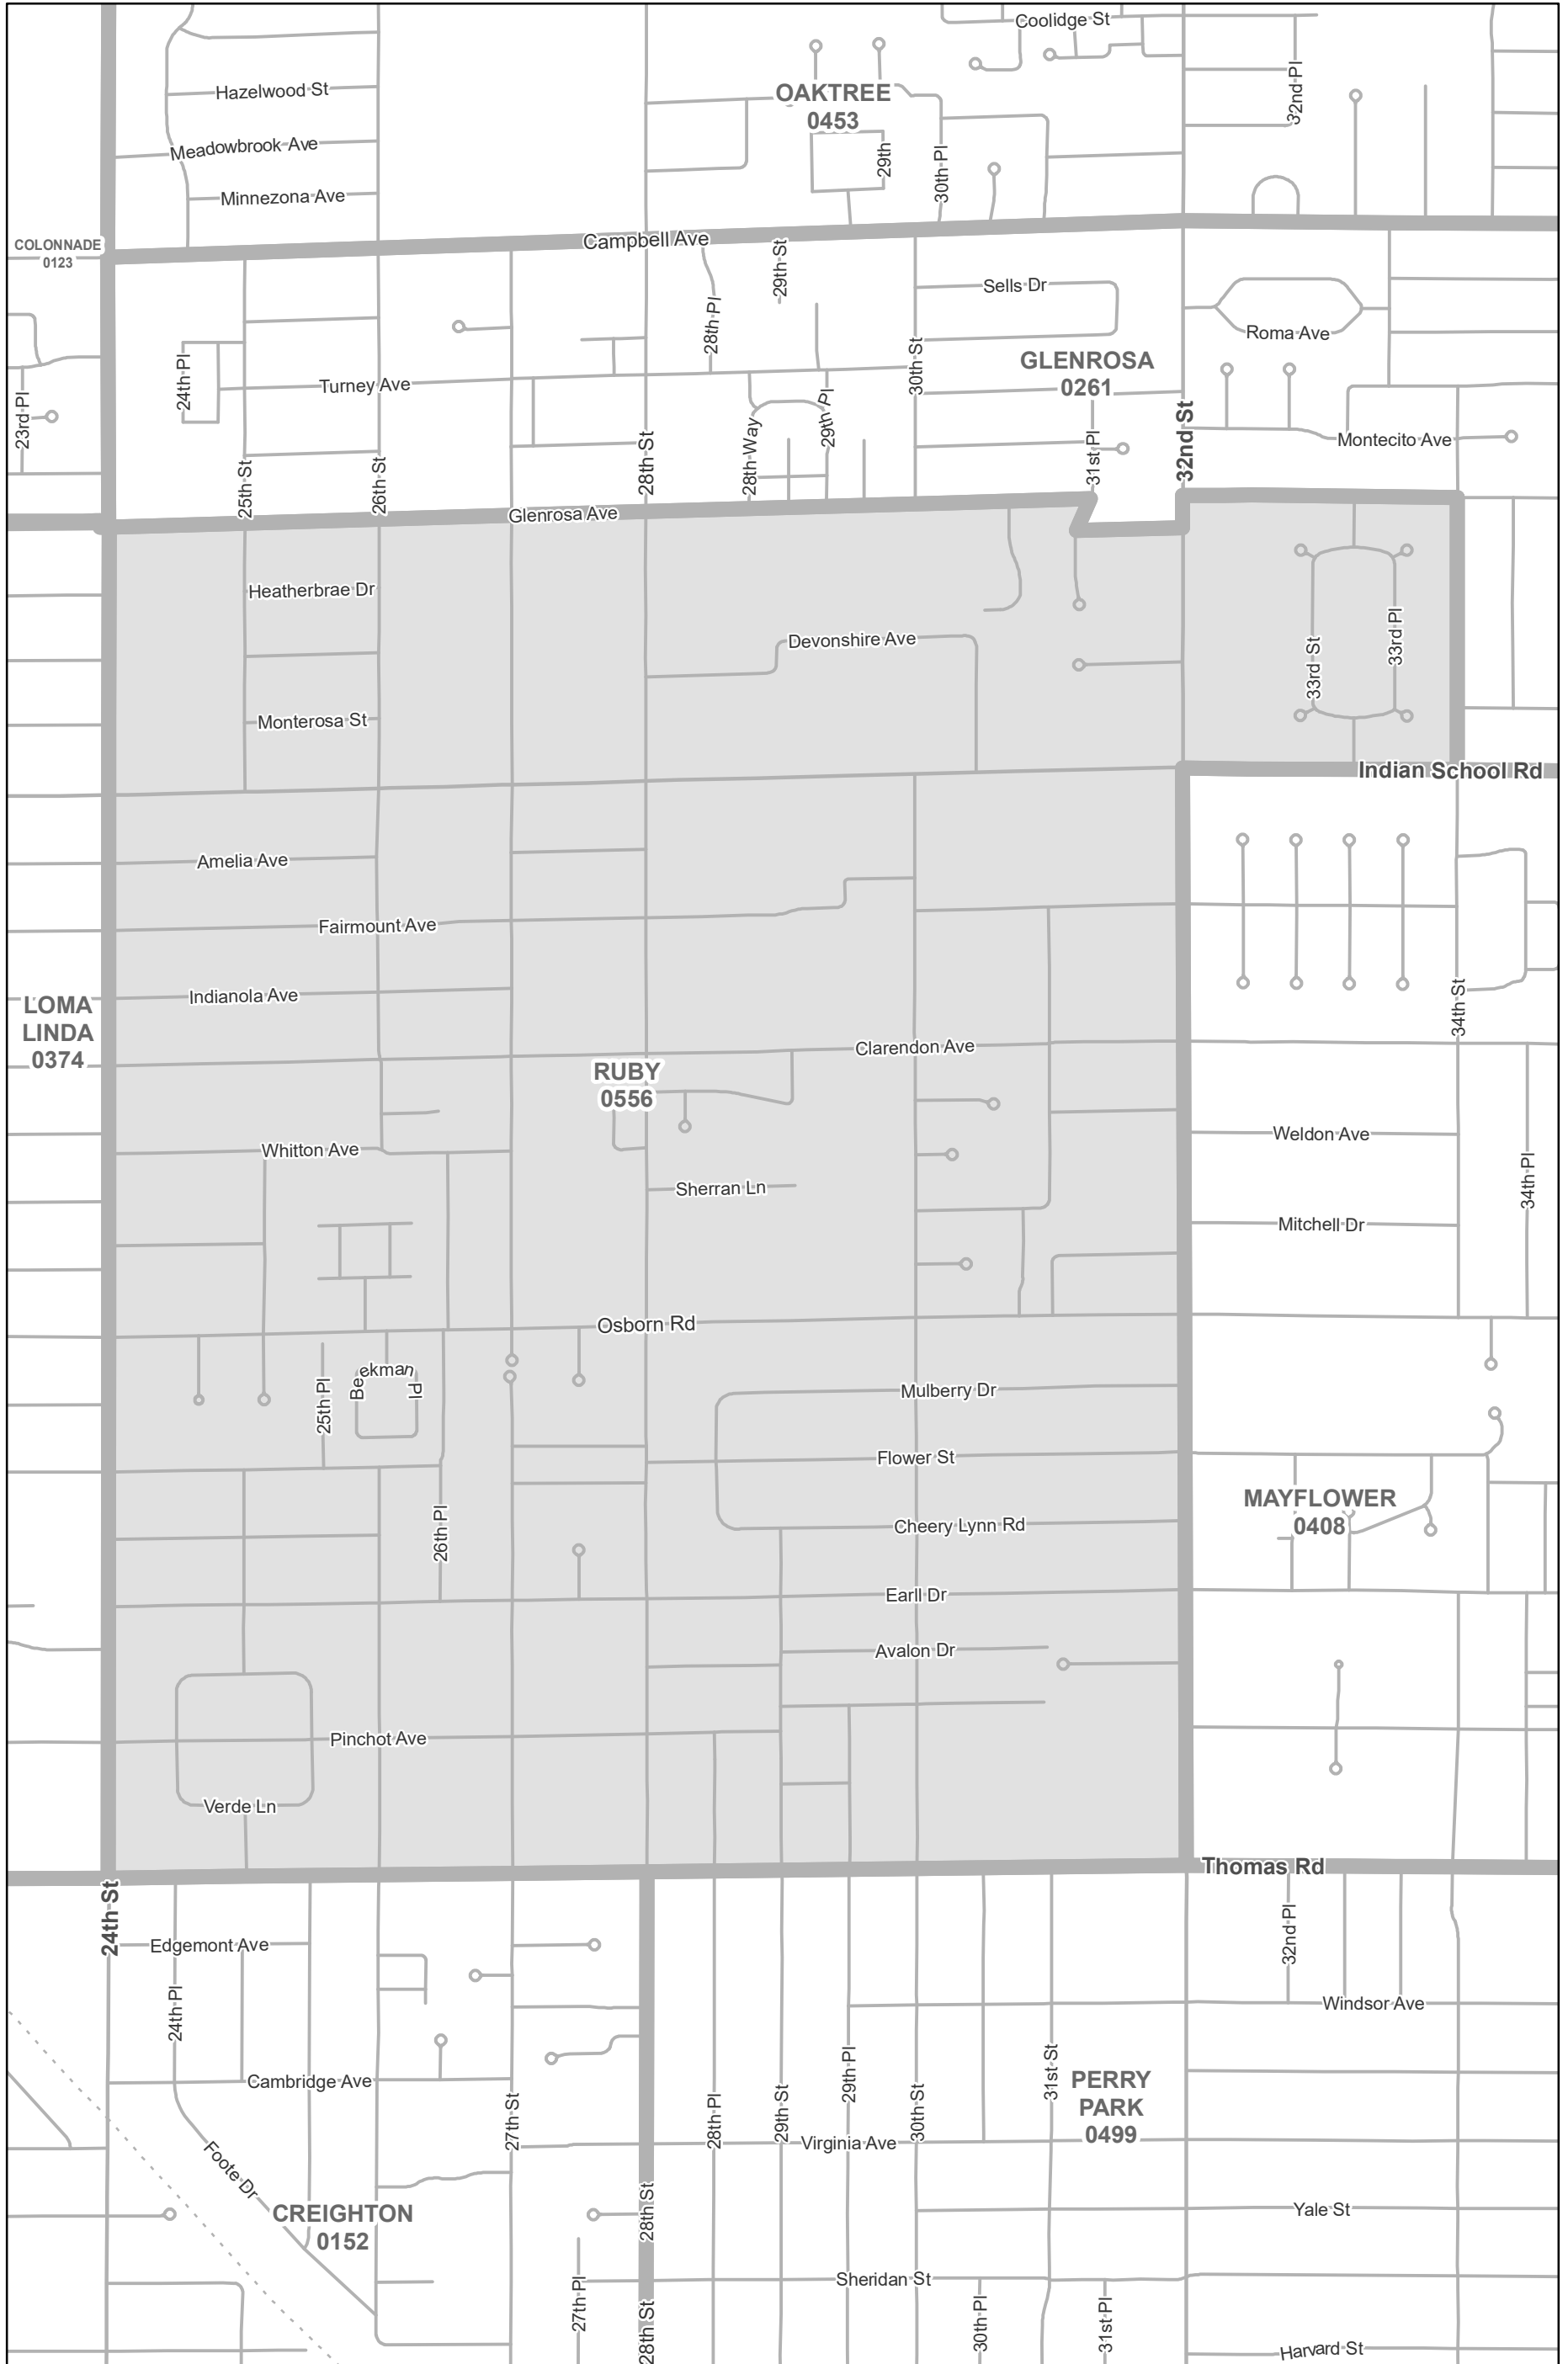 Coolidge St
Hazelwood St
OAKTREE
0453
32nd Pl
Meadowbrook Ave
29th
30th Pl
Minnezona Ave
COLONNADE
0123
Campbell Ave
29th St
Sells Dr
28th Pl
Roma Ave
24th Pl
Turney Ave
30th St
GLENROSA
0261
23rd Pl
28th Way
29th Pl
31st Pl
32nd St
Montecito Ave
25th St
26th St
28th St
Glenrosa Ave
Heatherbrae Dr
Devonshire Ave
33rd St
33rd Pl
Monterosa St
Indian School Rd
Amelia Ave
Fairmount Ave
Indianola Ave
34th St
LOMA
LINDA
0374
Clarendon Ave
RUBY
0556
Whitton Ave
Weldon Ave
Sherran Ln
34th Pl
Mitchell Dr
Osborn Rd
25th Pl
Beekman Pl
Mulberry Dr
Flower St
MAYFLOWER
0408
26th Pl
Cheery Lynn Rd
Earll Dr
Avalon Dr
Pinchot Ave
Verde Ln
Thomas Rd
24th St
Edgemont Ave
32nd Pl
24th Pl
Windsor Ave
Cambridge Ave
27th St
28th Pl
29th St
29th Pl
30th St
31st St
PERRY
PARK
0499
Virginia Ave
Foote Dr
28th St
CREIGHTON
0152
Yale St
Sheridan St
27th Pl
28th St
30th Pl
31st Pl
Harvard St